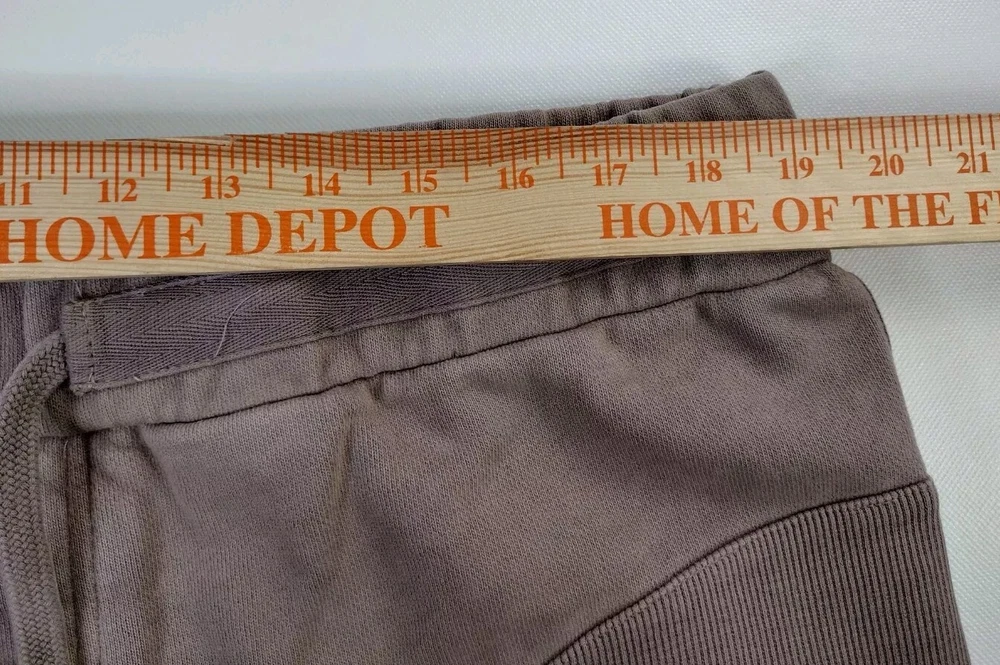 11 12 13 14 15 16 17 18 19 20 21
HOME DEPOT HOME OF THE F